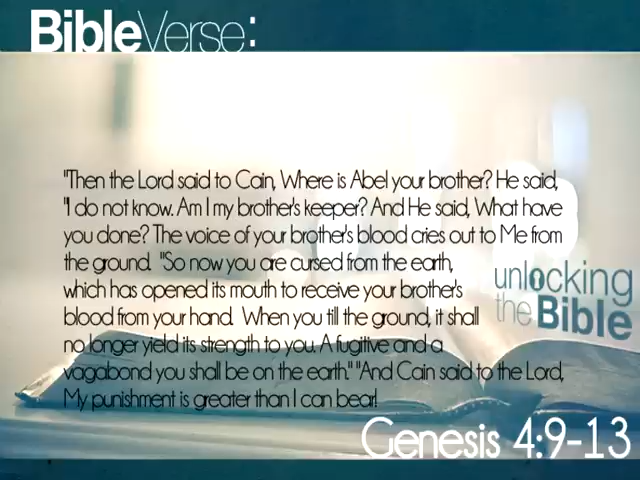 BibleVerse:
"Then the Lord said to Cain, Where is Abel your brother? He said,
"I do not know. Am I my brother's keeper? And He said, What have
you done? The voice of your brother's blood cries out to Me from
the ground. "So now you are cursed from the earth,
which has opened its mouth to receive your brother's
blood from your hand. When you till the ground, it shall
no longer yield its strength to you. A fugitive and a
vagabond you shall be on the earth." "And Cain said to the Lord,
My punishment is greater than I can bear!
unlocking
the Bible
Genesis 4:9-13